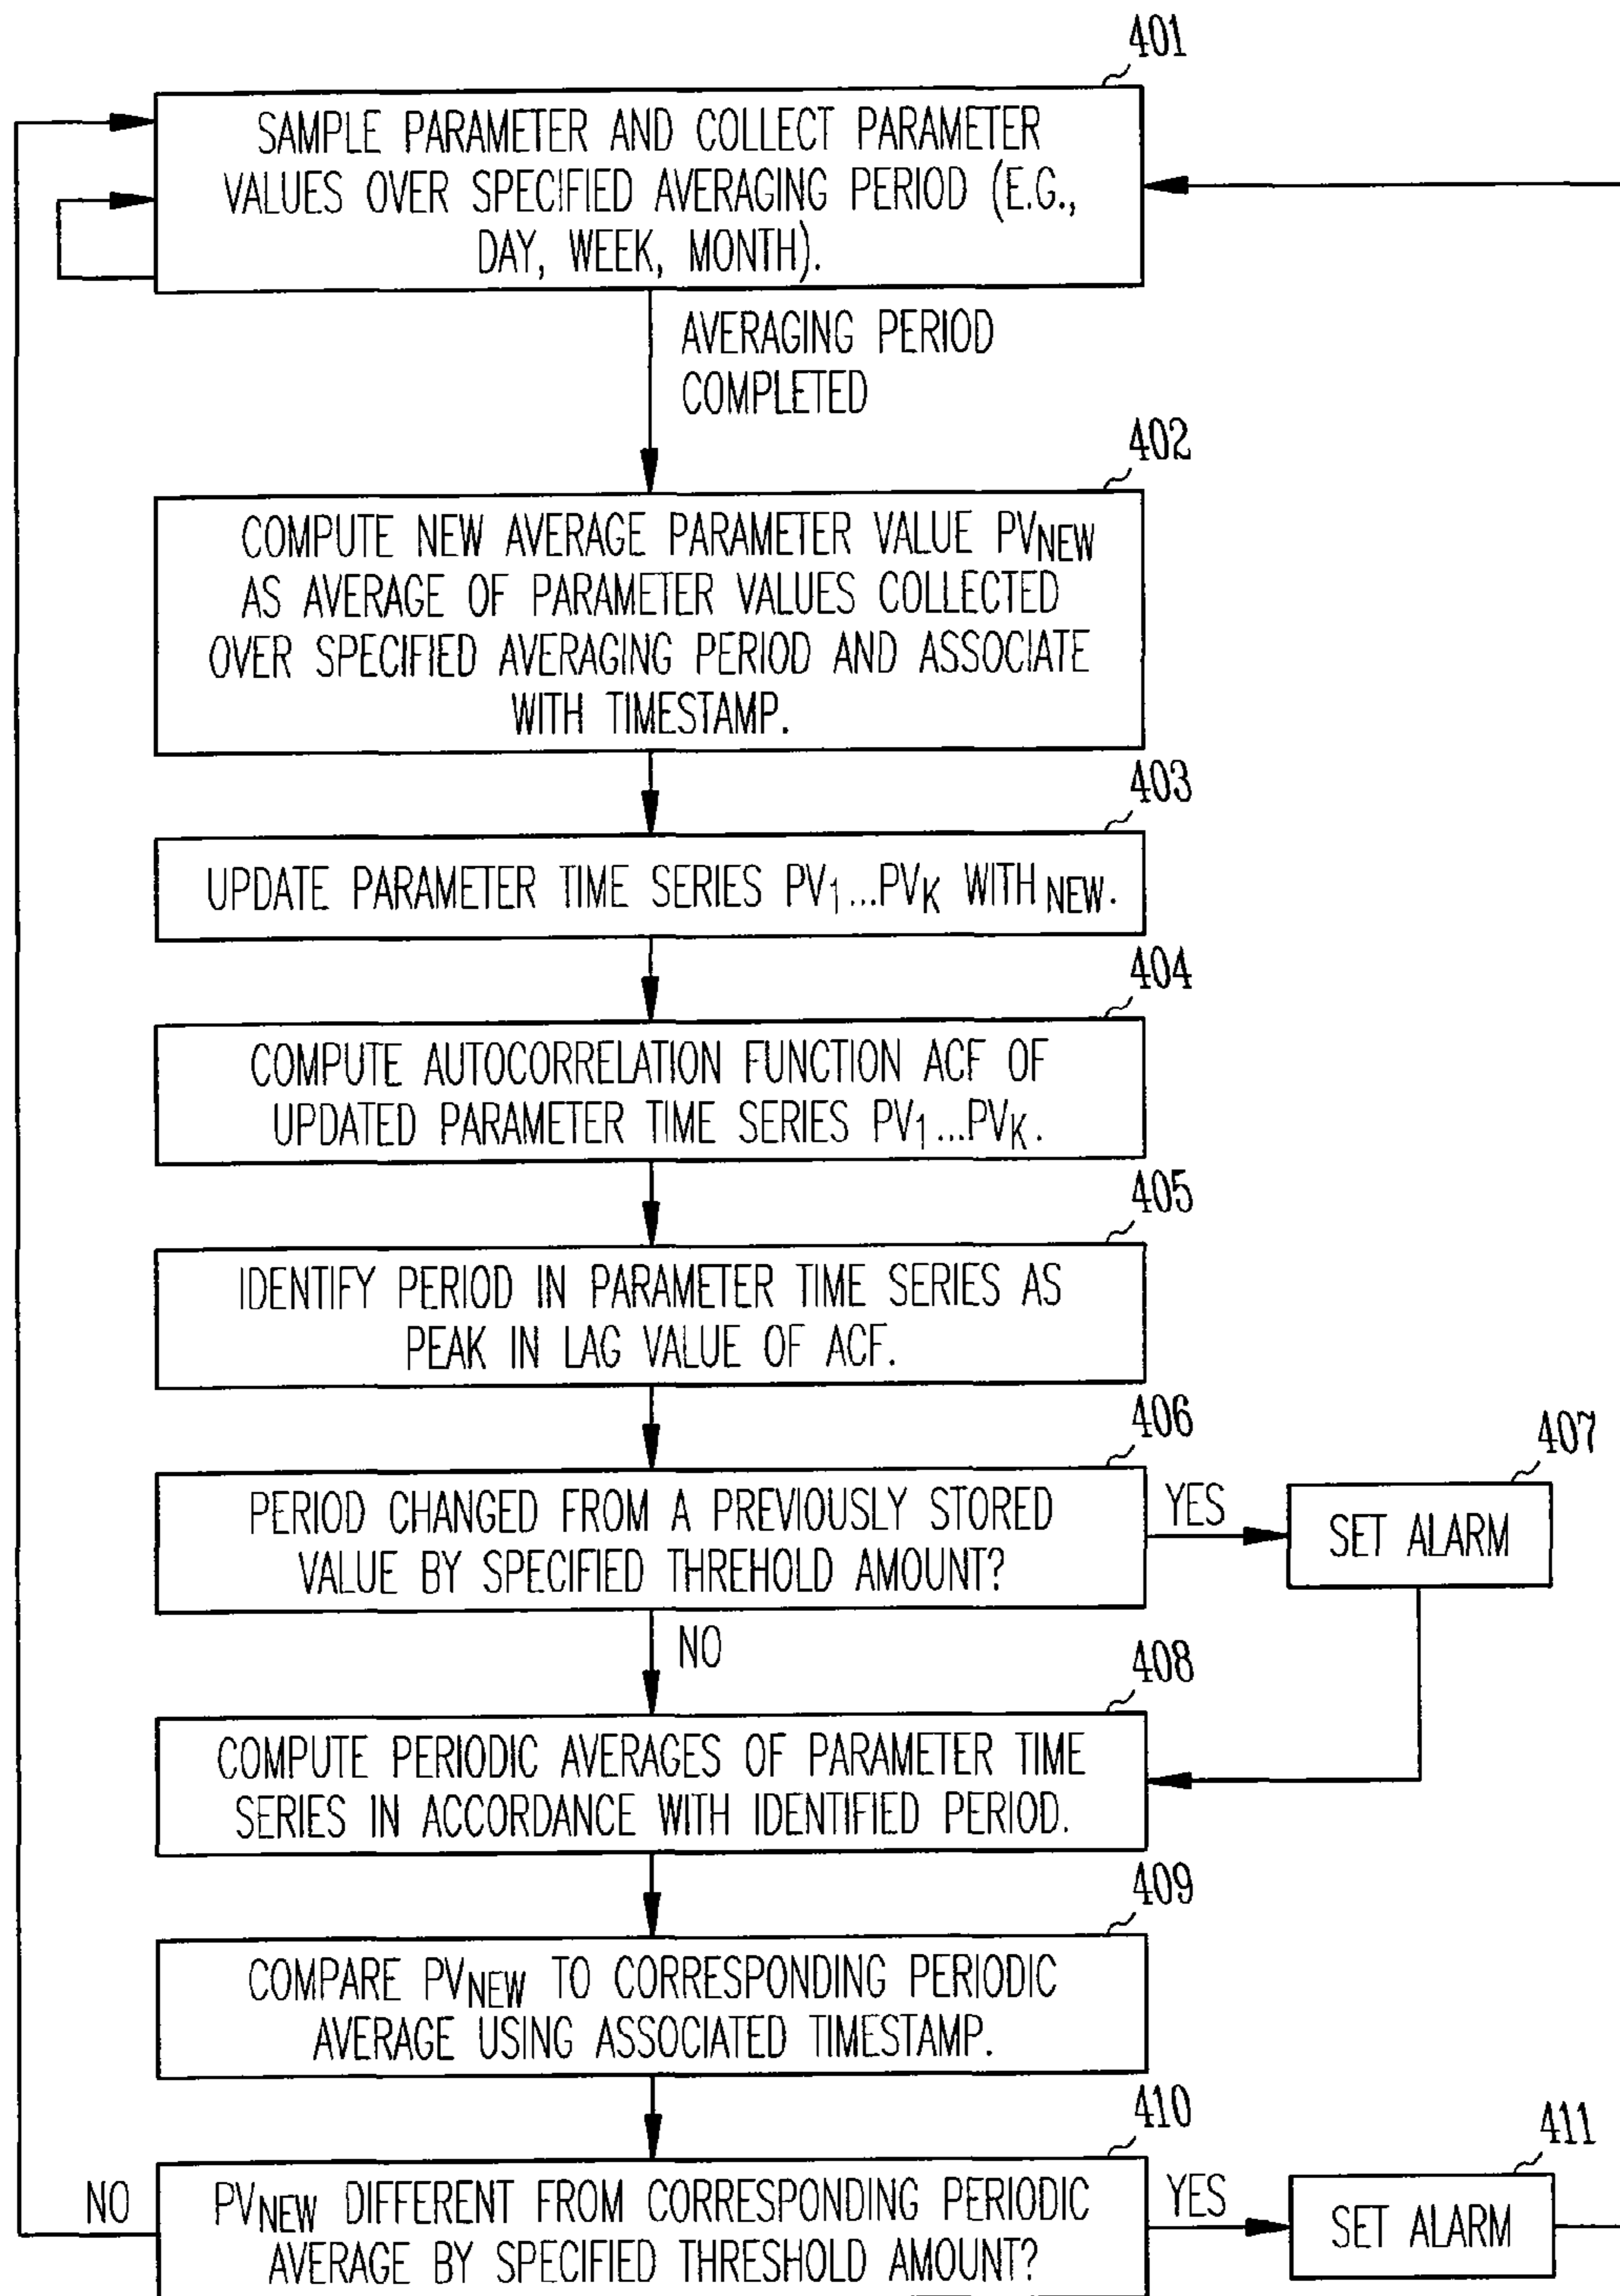 401
SAMPLE PARAMETER AND COLLECT PARAMETER
VALUES OVER SPECIFIED AVERAGING PERIOD (E.G.,
DAY, WEEK, MONTH).
AVERAGING PERIOD
COMPLETED
402
COMPUTE NEW AVERAGE PARAMETER VALUE PVNEW
AS AVERAGE OF PARAMETER VALUES COLLECTED
OVER SPECIFIED AVERAGING PERIOD AND ASSOCIATE
WITH TIMESTAMP.
403
UPDATE PARAMETER TIME SERIES PV1...PVK WITH NEW.
404
COMPUTE AUTOCORRELATION FUNCTION ACF OF
UPDATED PARAMETER TIME SERIES PV1...PVK.
405
IDENTIFY PERIOD IN PARAMETER TIME SERIES AS
PEAK IN LAG VALUE OF ACF.
406
PERIOD CHANGED FROM A PREVIOUSLY STORED
VALUE BY SPECIFIED THREHOLD AMOUNT?
YES
407
SET ALARM
NO
408
COMPUTE PERIODIC AVERAGES OF PARAMETER TIME
SERIES IN ACCORDANCE WITH IDENTIFIED PERIOD.
409
COMPARE PVNEW TO CORRESPONDING PERIODIC
AVERAGE USING ASSOCIATED TIMESTAMP.
410
NO
PVNEW DIFFERENT FROM CORRESPONDING PERIODIC
AVERAGE BY SPECIFIED THRESHOLD AMOUNT?
YES
411
SET ALARM